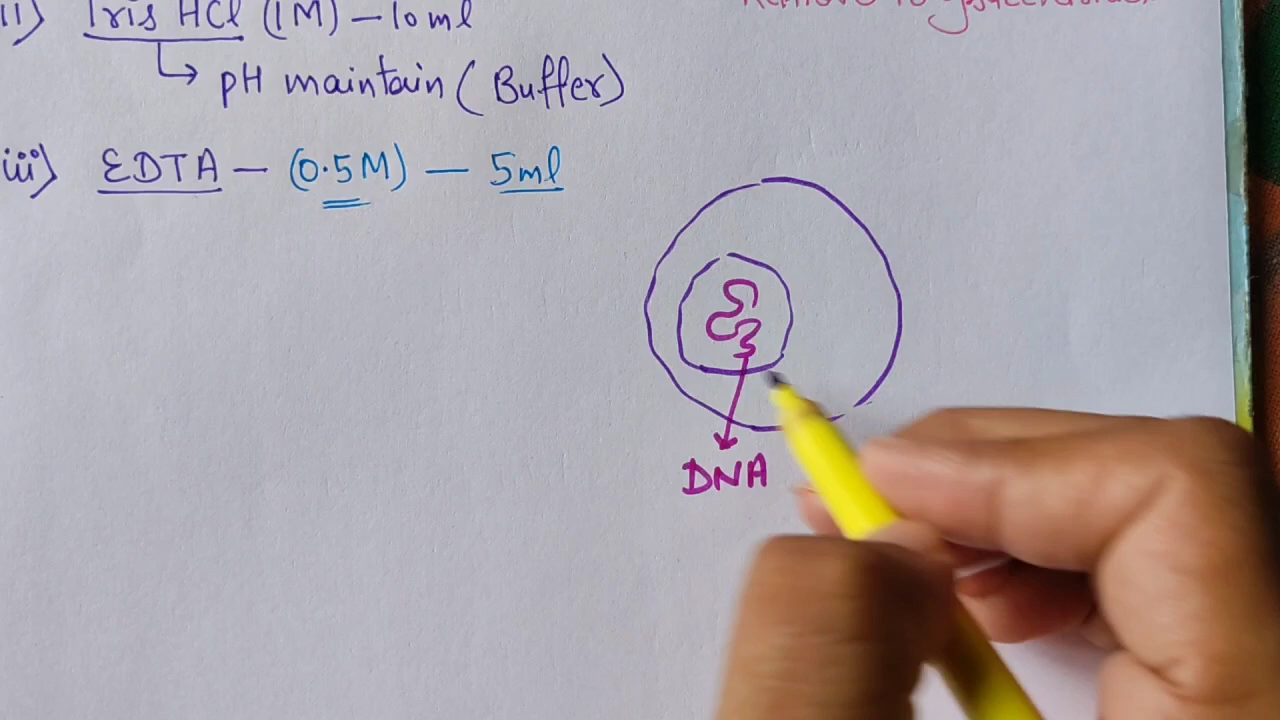 ii) Tris HCl (1M) – 10 ml
pH maintain (Buffer)
iii) EDTA – (0.5M) – 5ml
DNA